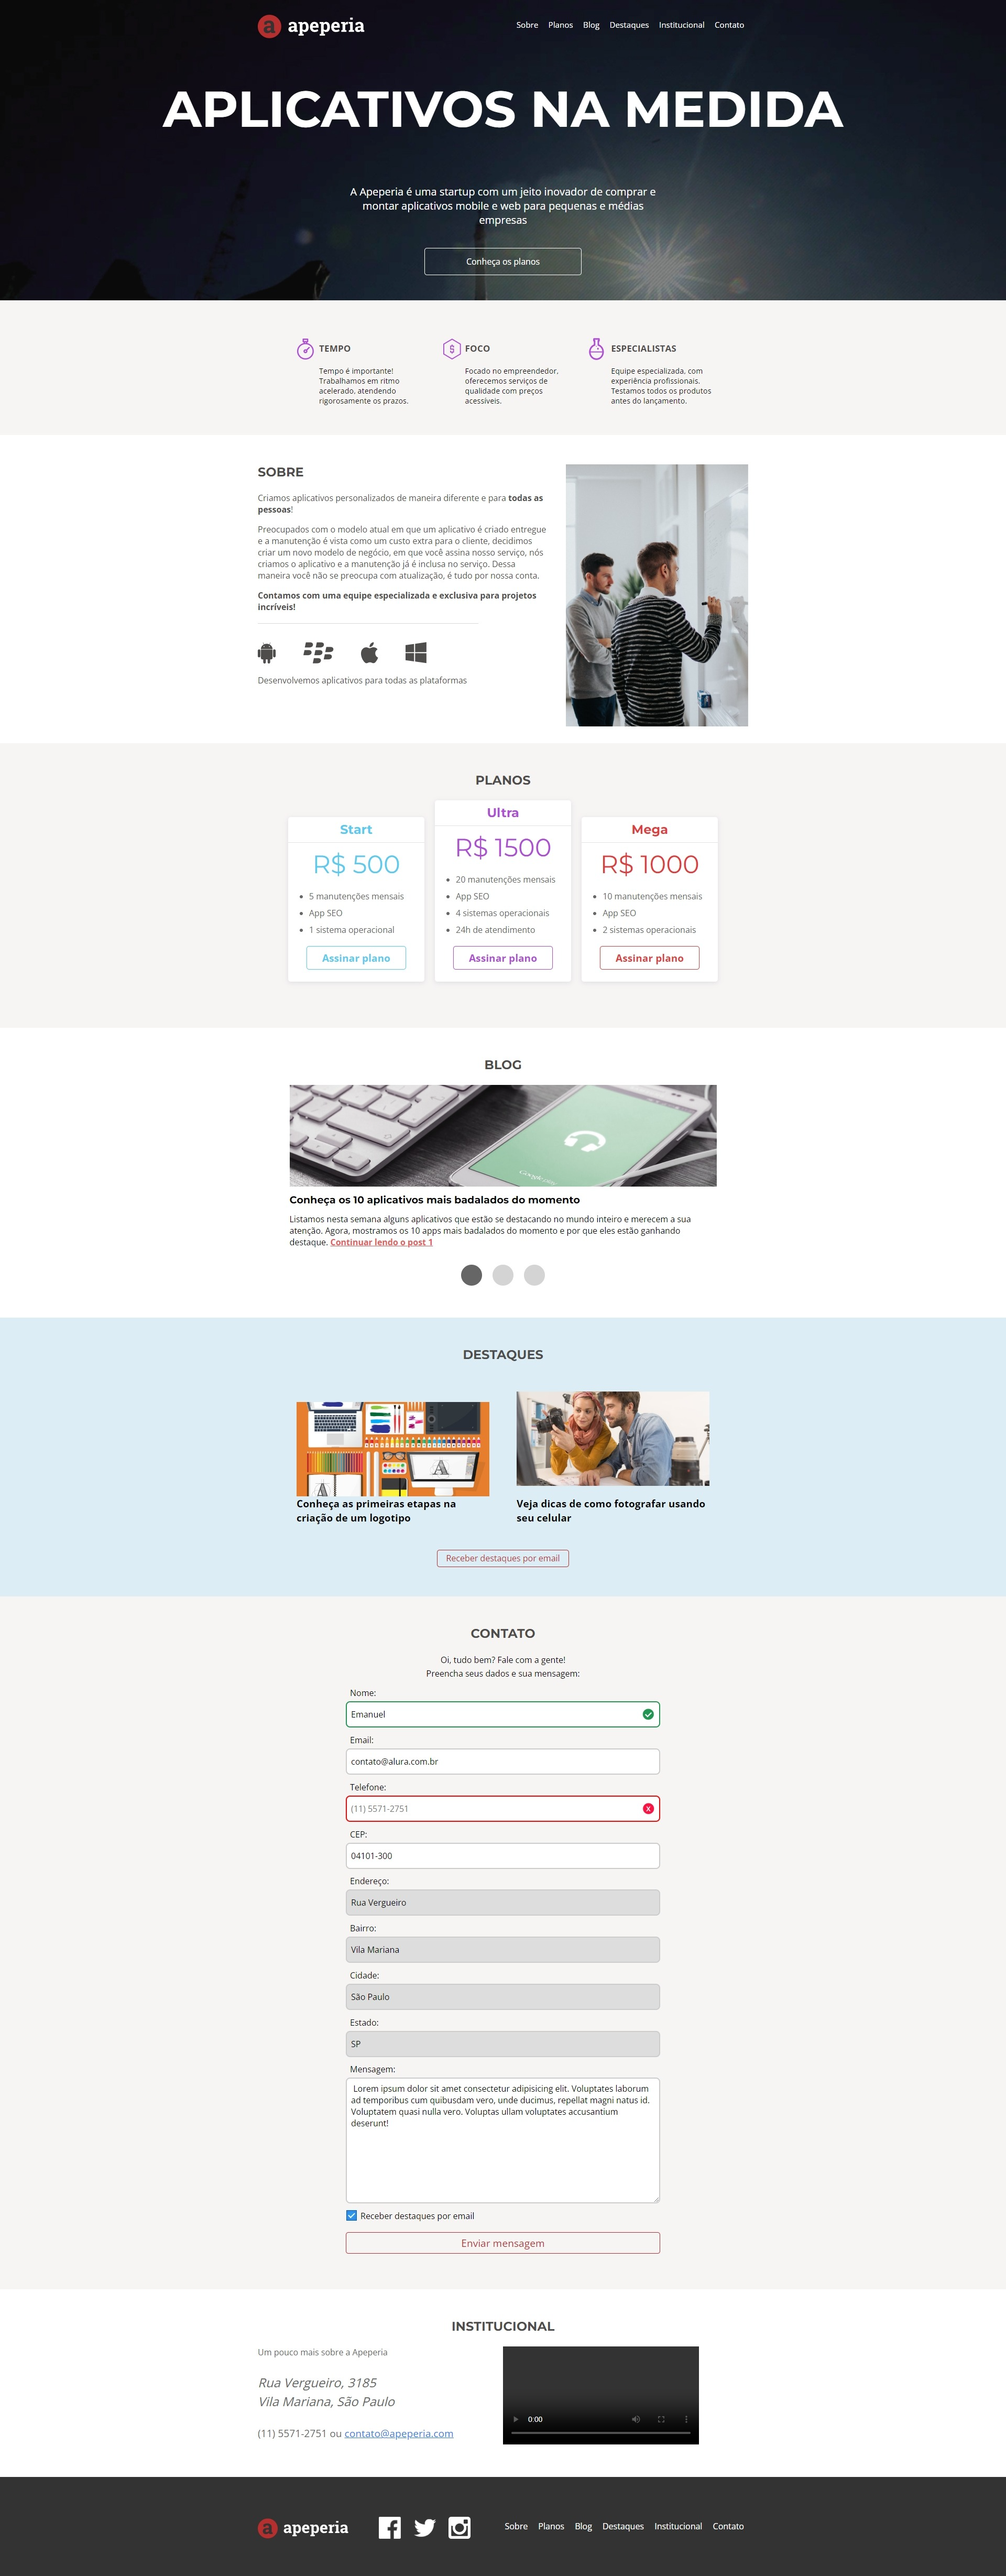 a apeperia
Sobre Planos Blog Destaques Institucional Contato
APLICATIVOS NA MEDIDA
A Apeperia é uma startup com um jeito inovador de comprar e
montar aplicativos mobile e web para pequenas e médias
empresas
Conheça os planos
TEMPO
Tempo é importante!
Trabalhamos em ritmo
acelerado, atendendo
rigorosamente os prazos.
$ FOCO
Focado no empreendedor,
oferecemos serviços de
qualidade com preços
acessíveis.
ESPECIALISTAS
Equipe especializada, com
experiência profissionais.
Testamos todos os produtos
antes do lançamento.
SOBRE
Criamos aplicativos personalizados de maneira diferente e para todas as
pessoas!
Preocupados com o modelo atual em que um aplicativo é criado entregue
e a manutenção é vista como um custo extra para o cliente, decidimos
criar um novo modelo de negócio, em que você assina nosso serviço, nós
criamos o aplicativo e a manutenção já é inclusa no serviço. Dessa
maneira você não se preocupa com atualização, é tudo por nossa conta.
Contamos com uma equipe especializada e exclusiva para projetos
incríveis!
Desenvolvemos aplicativos para todas as plataformas
PLANOS
Start
R$ 500
5 manutenções mensais
App SEO
1 sistema operacional
Assinar plano
Ultra
R$ 1500
20 manutenções mensais
App SEO
4 sistemas operacionais
24h de atendimento
Assinar plano
Mega
R$ 1000
10 manutenções mensais
App SEO
2 sistemas operacionais
Assinar plano
BLOG
Conheça os 10 aplicativos mais badalados do momento
Listamos nesta semana alguns aplicativos que estão se destacando no mundo inteiro e merecem a sua
atenção. Agora, mostramos os 10 apps mais badalados do momento e por que eles estão ganhando
destaque. Continuar lendo o post 1
DESTAQUES
A
A
Conheça as primeiras etapas na
criação de um logotipo
Veja dicas de como fotografar usando
seu celular
Receber destaques por email
CONTATO
Oi, tudo bem? Fale com a gente!
Preencha seus dados e sua mensagem:
Nome:
Emanuel
Email:
contato@alura.com.br
Telefone:
(11) 5571-2751
X
CEP:
04101-300
Endereço:
Rua Vergueiro
Bairro:
Vila Mariana
Cidade:
São Paulo
Estado:
SP
Mensagem:
Lorem ipsum dolor sit amet consectetur adipisicing elit. Voluptates laborum
ad temporibus cum quibusdam vero, unde ducimus, repellat magni natus id.
Voluptatem quasi nulla vero. Voluptas ullam voluptates accusantium
deserunt!
Receber destaques por email
Enviar mensagem
INSTITUCIONAL
Um pouco mais sobre a Apeperia
Rua Vergueiro, 3185
Vila Mariana, São Paulo
(11) 5571-2751 ou contato@apeperia.com
0:00
a apeperia
Sobre Planos Blog Destaques Institucional Contato